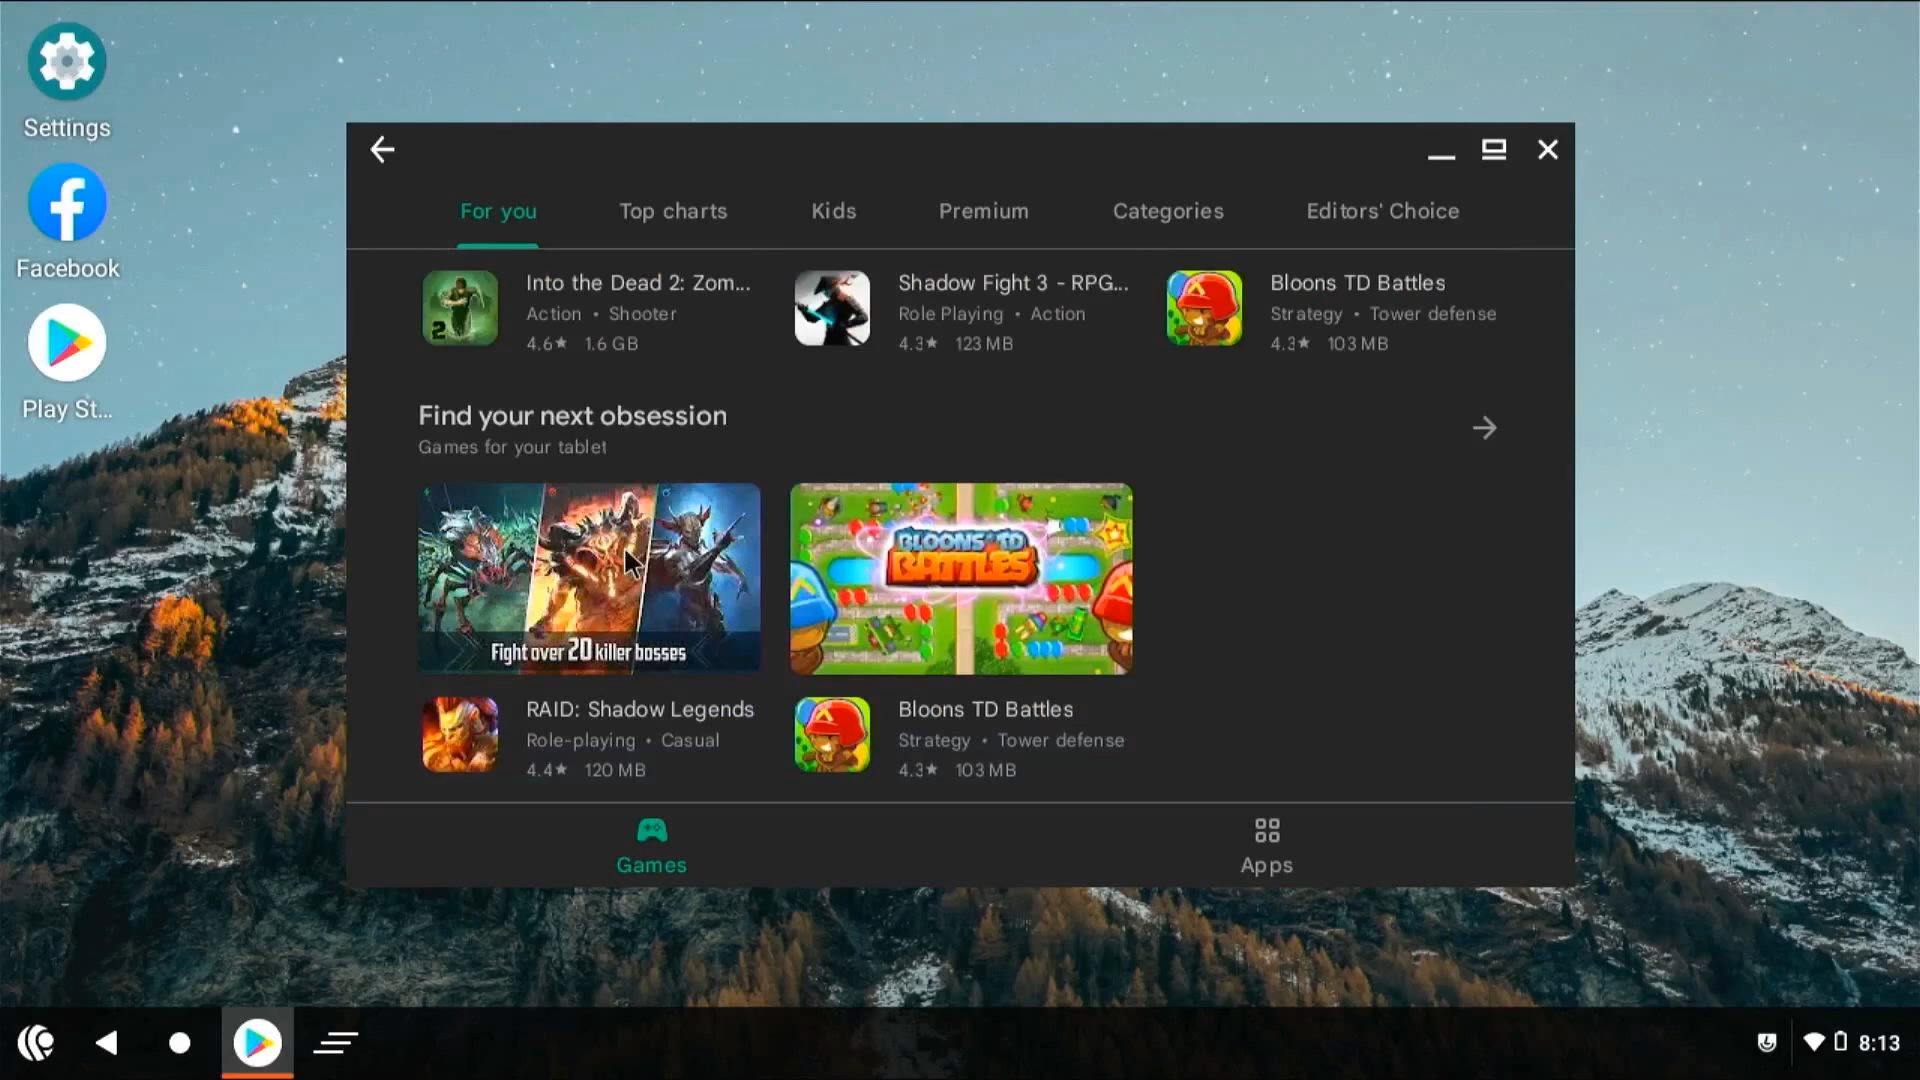 Settings
Facebook
Play St...
For you
Top charts
Kids
Premium
Categories
Editors' Choice
Into the Dead 2: Zom...
Action • Shooter
4.6★ 1.6 GB
2
Shadow Fight 3 - RPG...
Role Playing • Action
4.3★ 123 MB
Bloons TD Battles
Strategy • Tower defense
4.3★ 103 MB
Find your next obsession
Games for your tablet
Fight over 20 killer bosses
BLOONS TD
BATTLES
RAID: Shadow Legends
Role-playing • Casual
4.4★ 120 MB
Bloons TD Battles
Strategy • Tower defense
4.3★ 103 MB
Games
Apps
8:13